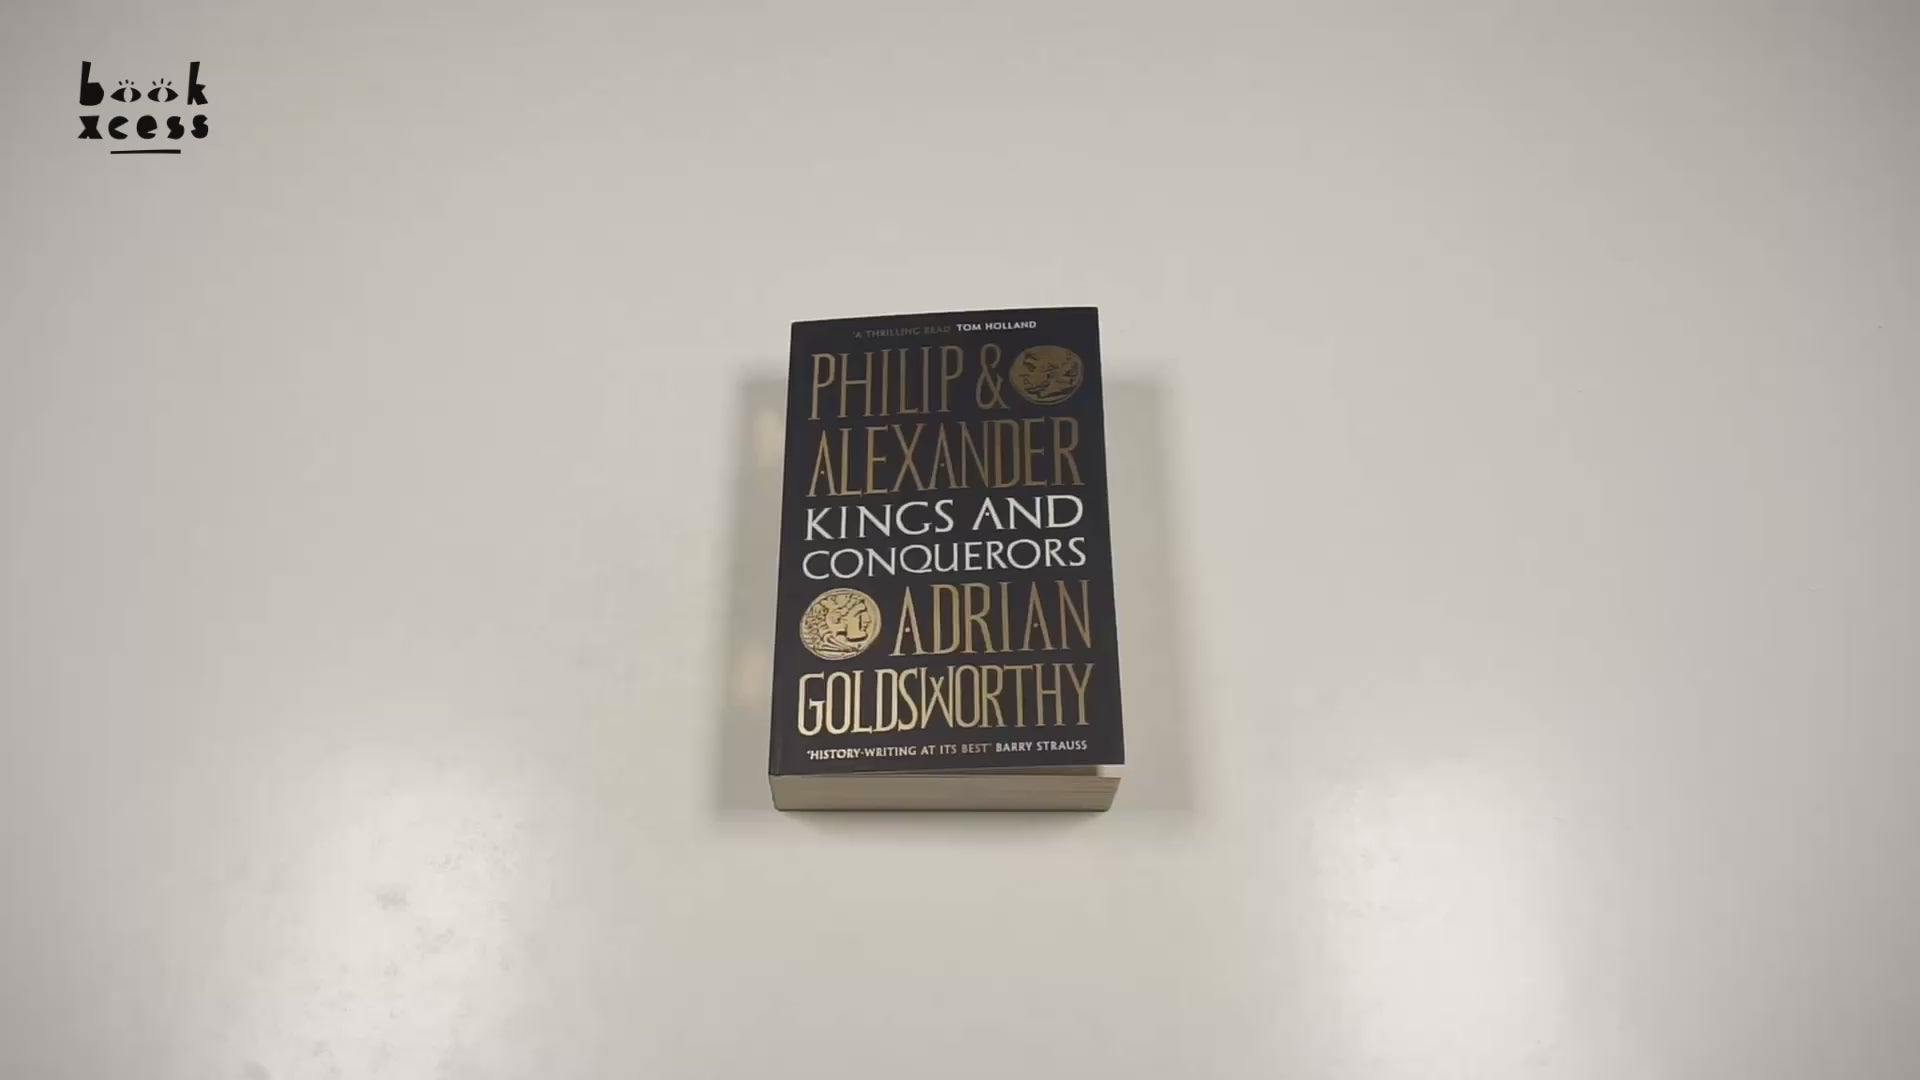 book
xcess
'A THRILLING READ' TOM HOLLAND
PHILIP &
ALEXANDER
KINGS AND
CONQUERORS
ADRIAN
GOLDSWORTHY
'HISTORY-WRITING AT ITS BEST' BARRY STRAUSS